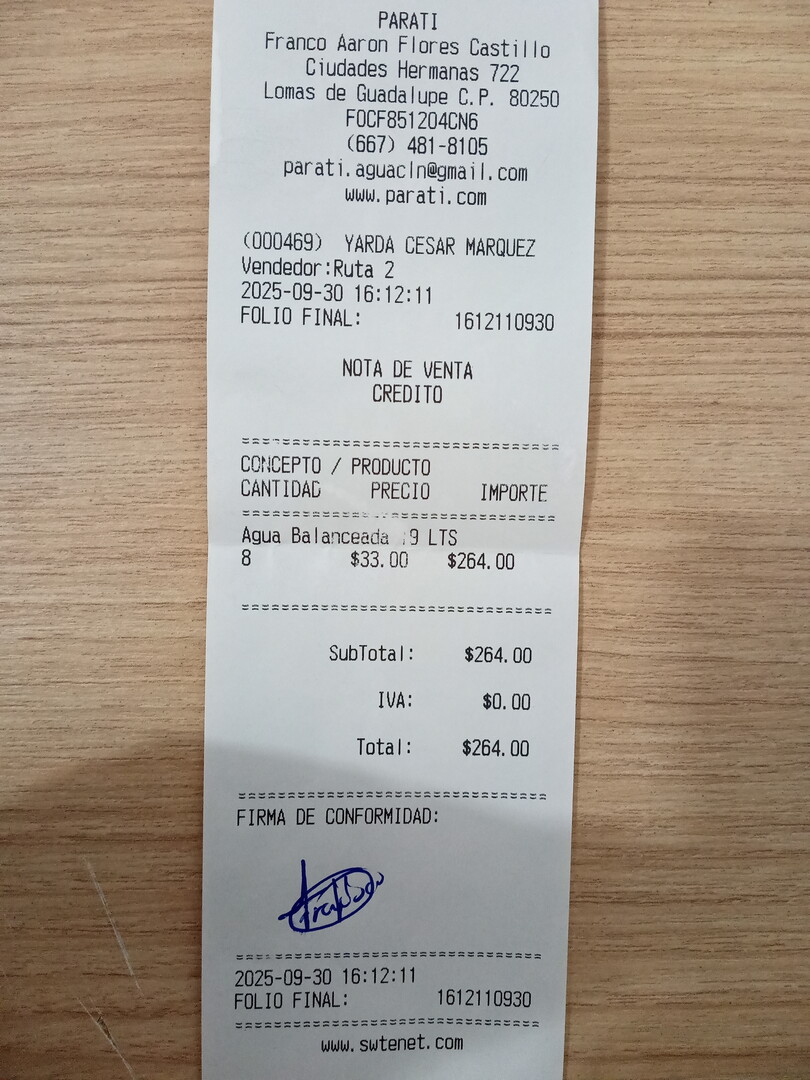 PARATI
Franco Aaron Flores Castillo
Ciudades Hermanas 722
Lomas de Guadalupe C.P. 80250
FOCF851204CN6
(667) 481-8105
parati.aguacln@gmail.com
www.parati.com
(000469) YARDA CESAR MARQUEZ
Vendedor:Ruta 2
2025-09-30 16:12:11
FOLIO FINAL: 1612110930
NOTA DE VENTA
CREDITO
CONCEPTO / PRODUCTO
CANTIDAD PRECIO IMPORTE
Agua Balanceada LTS
8 $33.00 $264.00
SubTotal: $264.00
IVA: $0.00
Total: $264.00
FIRMA DE CONFORMIDAD:
2025-09-30 16:12:11
FOLIO FINAL: 1612110930
www.swtenet.com